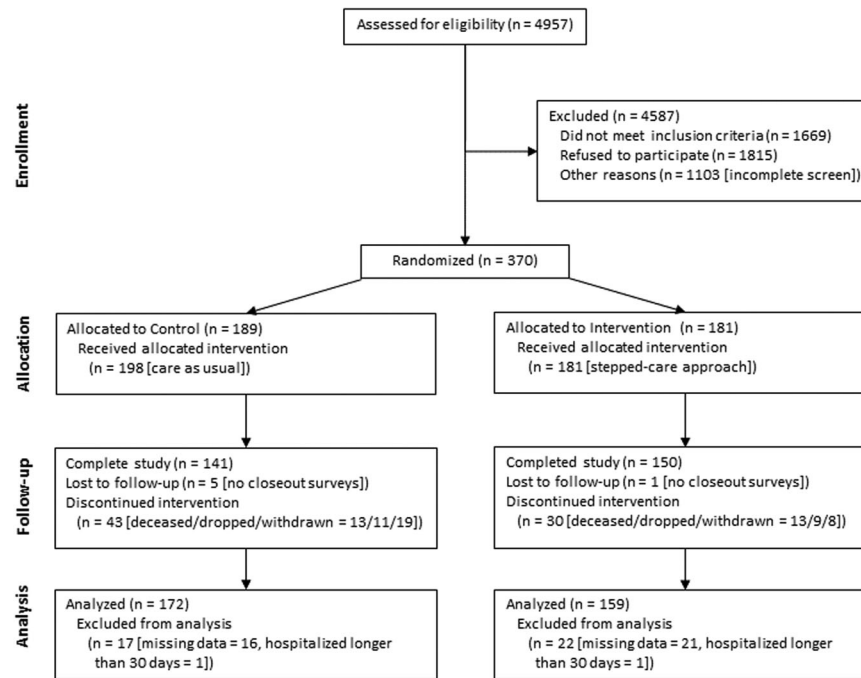 Assessed for eligibility (n = 4957)
Enrollment
Excluded (n = 4587)
Did not meet inclusion criteria (n = 1669)
Refused to participate (n = 1815)
Other reasons (n = 1103 [incomplete screen])
Randomized (n = 370)
Allocation
Allocated to Control (n = 189)
Received allocated intervention
(n = 198 [care as usual])
Allocated to Intervention (n = 181)
Received allocated intervention
(n = 181 [stepped-care approach])
Follow-up
Complete study (n = 141)
Lost to follow-up (n = 5 [no closeout surveys])
Discontinued intervention
(n = 43 [deceased/dropped/withdrawn = 13/11/19])
Completed study (n = 150)
Lost to follow-up (n = 1 [no closeout surveys])
Discontinued intervention
(n = 30 [deceased/dropped/withdrawn = 13/9/8])
Analysis
Analyzed (n = 172)
Excluded from analysis
(n = 17 [missing data = 16, hospitalized longer
than 30 days = 1])
Analyzed (n = 159)
Excluded from analysis
(n = 22 [missing data = 21, hospitalized longer
than 30 days = 1])